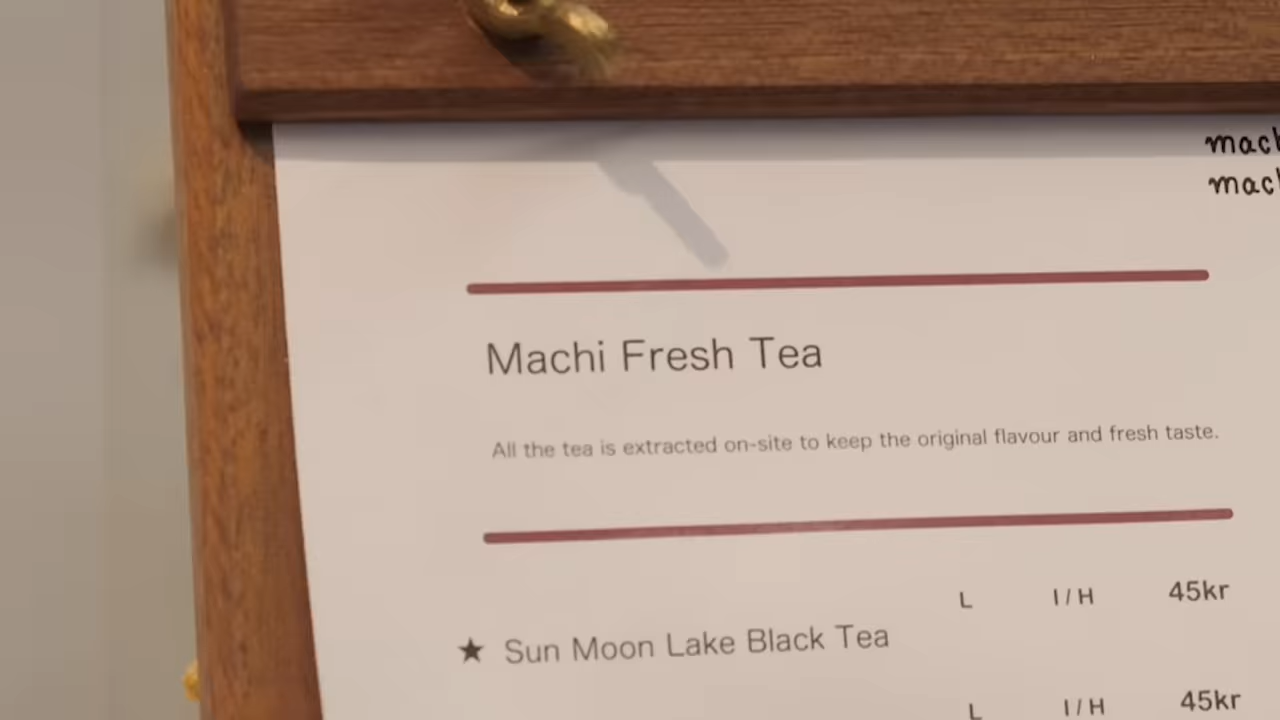 Machi Fresh Tea
All the tea is extracted on-site to keep the original flavour and fresh taste.
L I/H 45kr
★ Sun Moon Lake Black Tea
L I/H 45kr